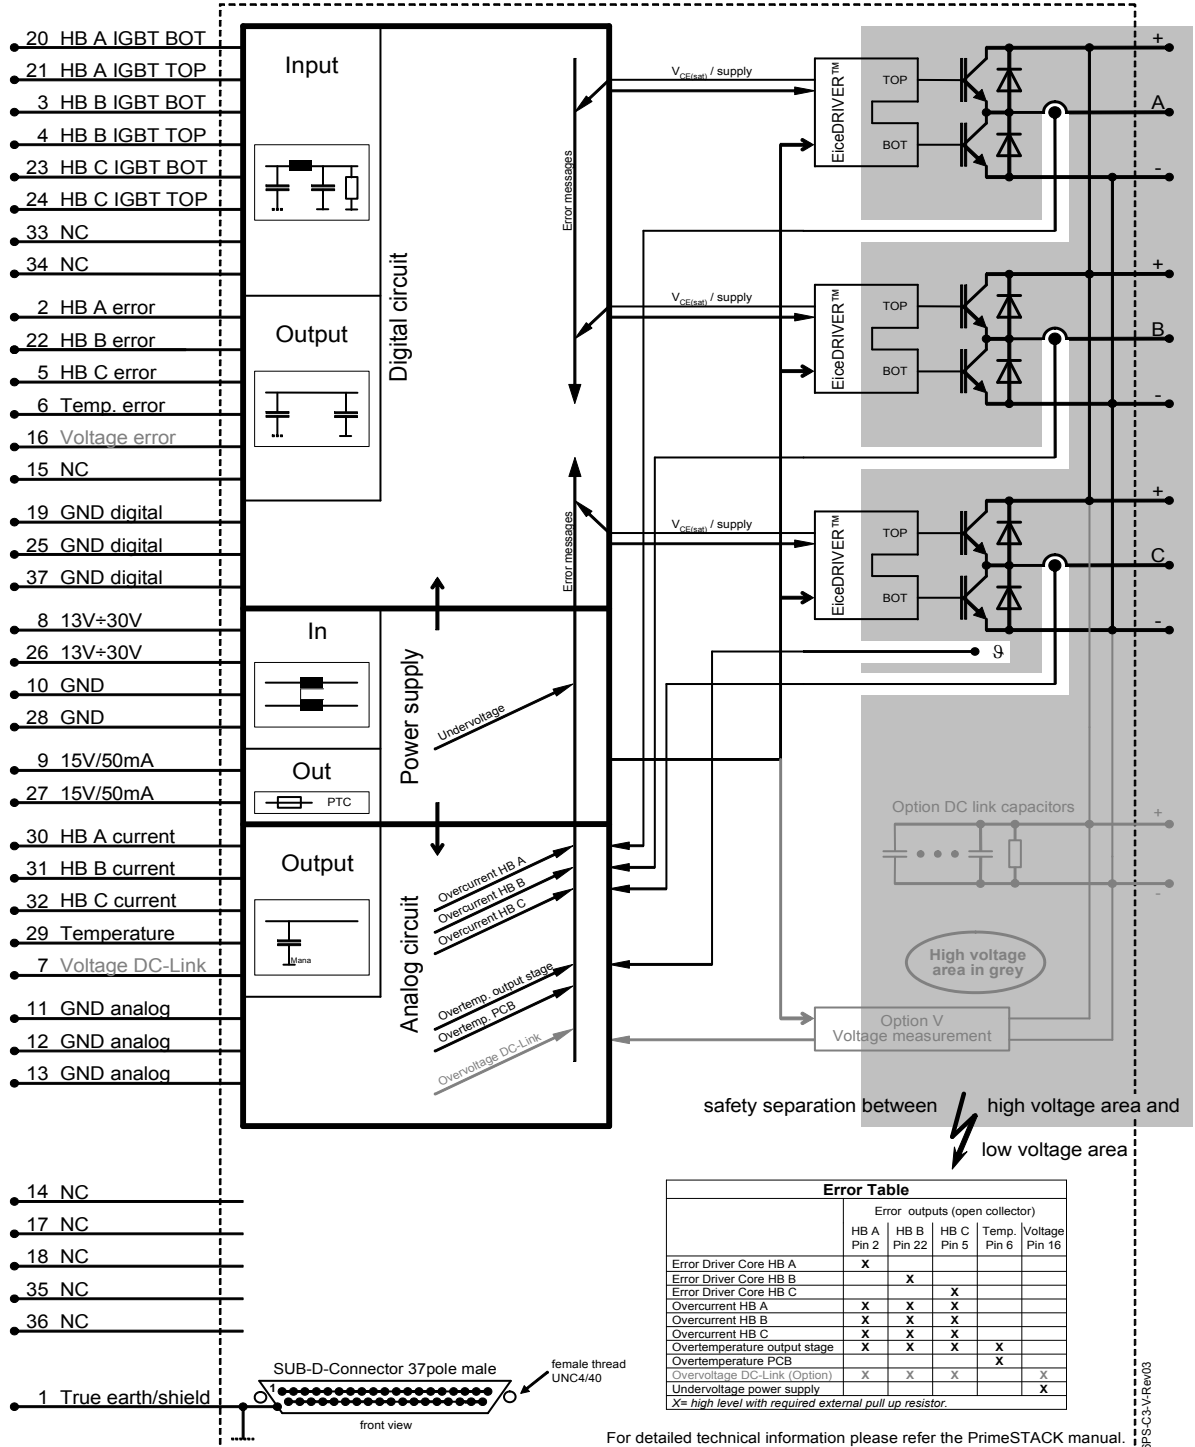 20 HB A IGBT BOT
21 HB A IGBT TOP
3 HB B IGBT BOT
4 HB B IGBT TOP
23 HB C IGBT BOT
24 HB C IGBT TOP
33 NC
34 NC
2 HB A error
22 HB B error
5 HB C error
6 Temp. error
16 Voltage error
15 NC
19 GND digital
25 GND digital
37 GND digital
8 13V÷30V
26 13V÷30V
10 GND
28 GND
9 15V/50mA
27 15V/50mA
30 HB A current
31 HB B current
32 HB C current
29 Temperature
7 Voltage DC-Link
11 GND analog
12 GND analog
13 GND analog
14 NC
17 NC
18 NC
35 NC
36 NC
1 True earth/shield
Input
Output
Digital circuit
Error messages
Error messages
In
Out
PTC
Power supply
Undervoltage
Output
Mana
Analog circuit
Overcurrent HB A
Overcurrent HB B
Overcurrent HB C
Overtemp. output stage
Overtemp. PCB
Overvoltage DC-Link
VCE(sat) / supply
EiceDRIVER™
TOP
BOT
+
A
-
VCE(sat) / supply
EiceDRIVER™
TOP
BOT
+
B
-
VCE(sat) / supply
EiceDRIVER™
TOP
BOT
+
C
-
ϑ
Option DC link capacitors
+
-
High voltage
area in grey
Option V
Voltage measurement
safety separation between high voltage area and
low voltage area
Error Table
Error outputs (open collector)
HB A HB B HB C Temp. Voltage
Pin 2 Pin 22 Pin 5 Pin 6 Pin 16
Error Driver Core HB A X
Error Driver Core HB B X
Error Driver Core HB C X
Overcurrent HB A X X X
Overcurrent HB B X X X
Overcurrent HB C X X X
Overtemperature output stage X X X X
Overtemperature PCB X
Overvoltage DC-Link (Option) X X X X
Undervoltage power supply X
X= high level with required external pull up resistor.
SUB-D-Connector 37pole male
1
female thread
UNC4/40
front view
For detailed technical information please refer the PrimeSTACK manual.